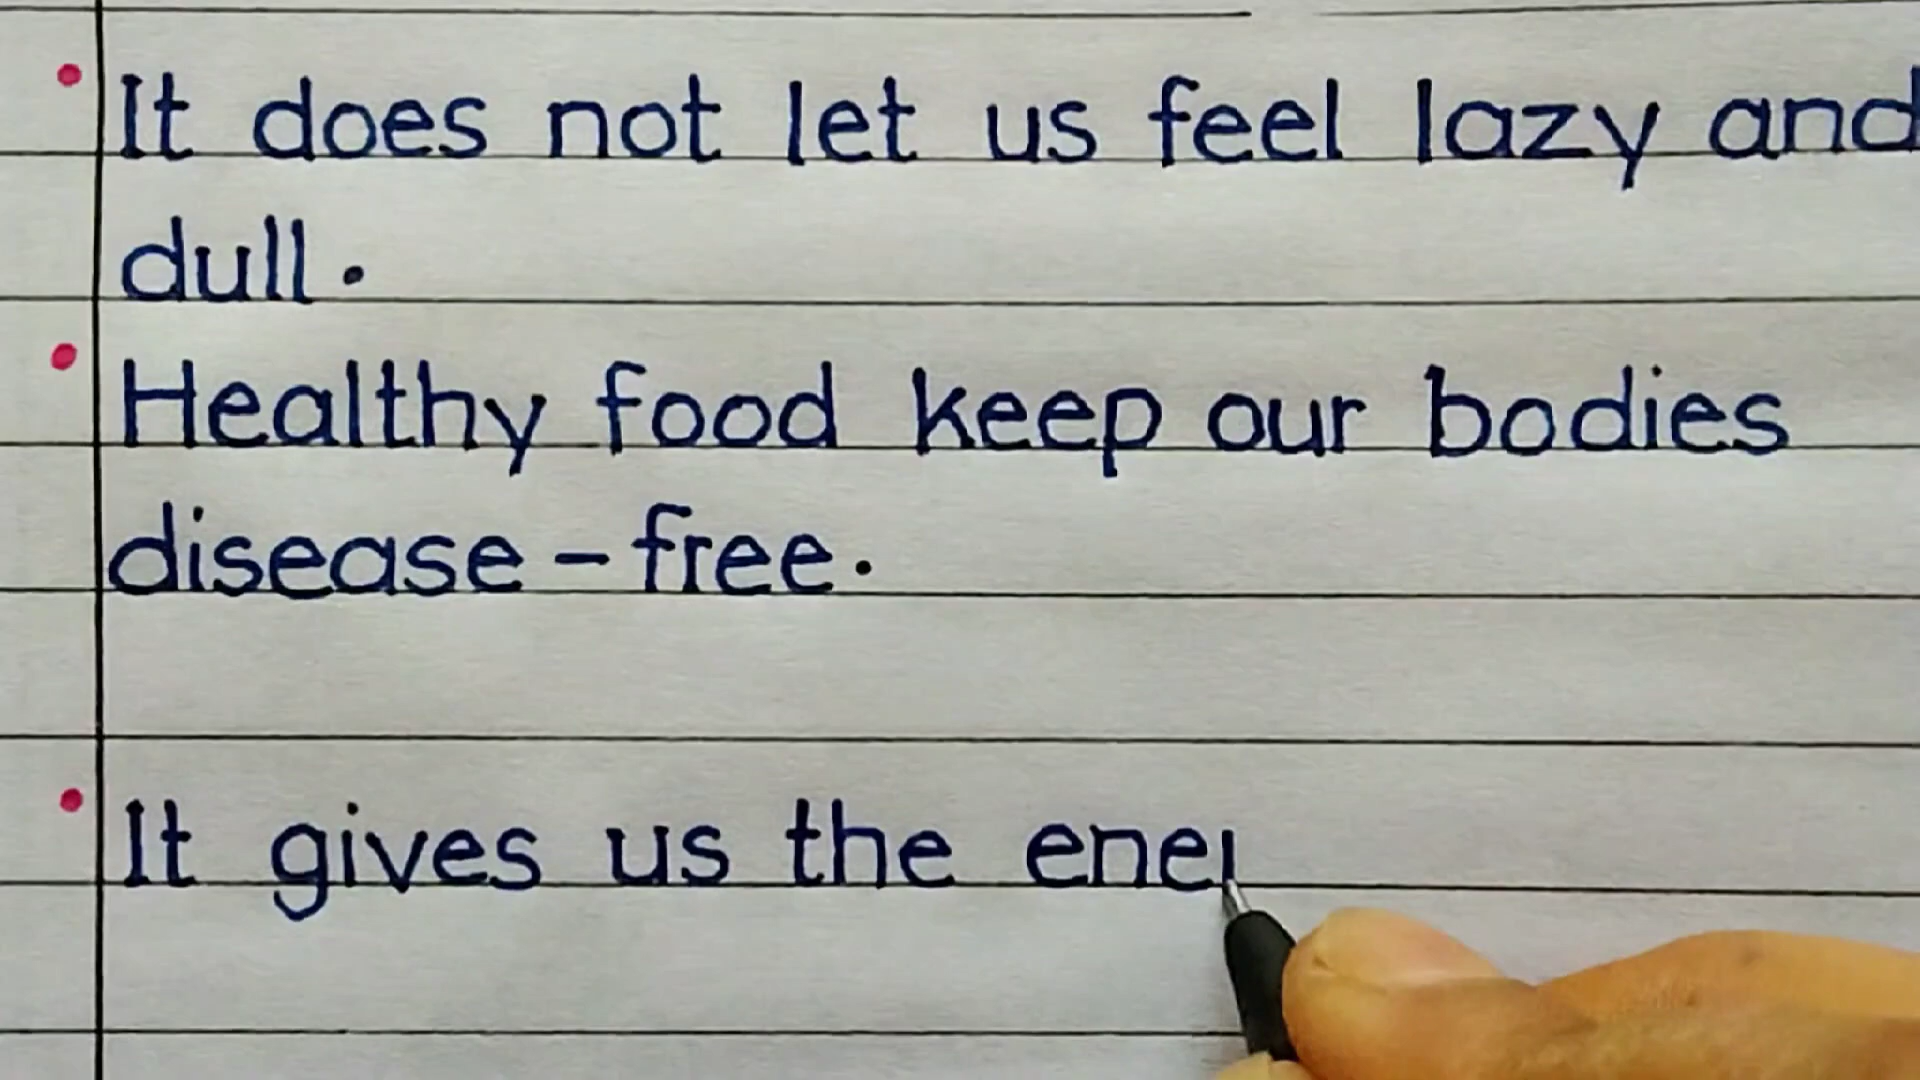 It does not let us feel lazy and
dull.
Healthy food keep our bodies
disease-free.
It gives us the ene